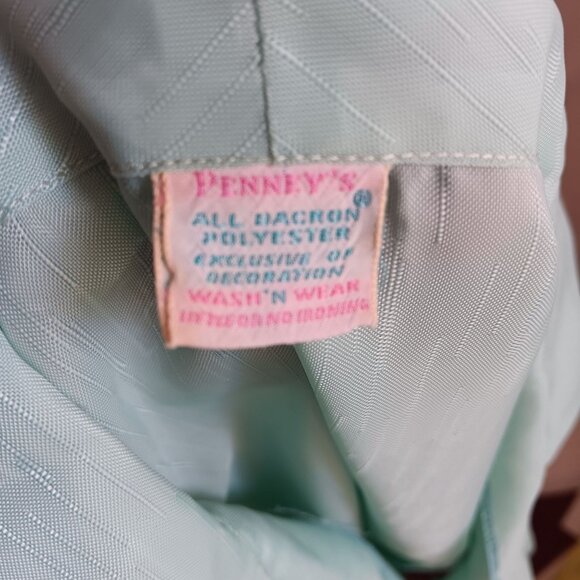 PENNEY'S
ALL DACRON®
POLYESTER
EXCLUSIVE OF
DECORATION
WASH'N WEAR
LITTLE OR NO IRONING